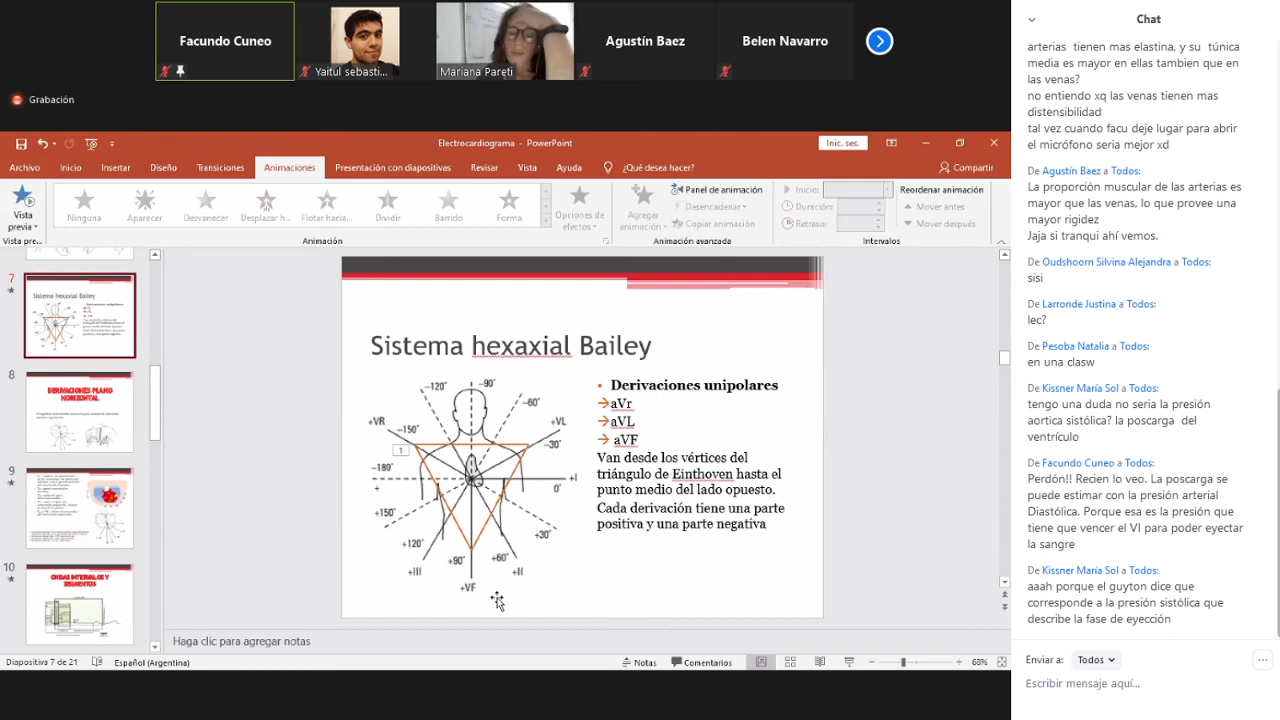 Facundo Cuneo
Yaitul sebasti...
Mariana Pareti
Agustín Baez
Belen Navarro
Grabación
Electrocardiograma - PowerPoint
Inic. ses.
Archivo
Inicio
Insertar
Diseño
Transiciones
Animaciones
Presentación con diapositivas
Revisar
Vista
Ayuda
¿Qué desea hacer?
Compartir
Vista
previa
Vista pre...
Ninguna
Aparecer
Desvanecer
Desplazar h...
Flotar hacia...
Dividir
Barrido
Forma
Animación
Opciones de
efectos
Agregar
animación
Panel de animación
Desencadenar
Copiar animación
Animación avanzada
Inicio:
Duración:
Retraso:
Reordenar animación
Mover antes
Mover después
Intervalos
7
Sistema hexaxial Bailey
8
DERIVACIONES PLANO
HORIZONTAL
9
10
ONDAS INTERVALOS Y
SEGMENTOS
Sistema hexaxial Bailey
-120°
-90°
-60°
+VR
+VL
-150°
-30°
1
-180°
+
+I
0°
+150°
+30°
+120°
+90°
+60°
+III
+II
+VF
• Derivaciones unipolares
→aVr
→aVL
→ aVF
Van desde los vértices del
triángulo de Einthoven hasta el
punto medio del lado opuesto.
Cada derivación tiene una parte
positiva y una parte negativa
Haga clic para agregar notas
Diapositiva 7 de 21
Español (Argentina)
Notas
Comentarios
68%
Chat
arterias tienen mas elastina, y su túnica
media es mayor en ellas tambien que en
las venas?
no entiendo xq las venas tienen mas
distensibilidad
tal vez cuando facu deje lugar para abrir
el micrófono seria mejor xd
De Agustín Baez a Todos:
La proporción muscular de las arterias es
mayor que las venas, lo que provee una
mayor rigidez
Jaja si tranqui ahí vemos.
De Oudshoorn Silvina Alejandra a Todos:
sisi
De Larronde Justina a Todos:
lec?
De Pesoba Natalia a Todos:
en una clasw
De Kissner María Sol a Todos:
tengo una duda no seria la presión
aortica sistólica? la poscarga del
ventrículo
De Facundo Cuneo a Todos:
Perdón!! Recien lo veo. La poscarga se
puede estimar con la presión arterial
Diastólica. Porque esa es la presión que
tiene que vencer el VI para poder eyectar
la sangre
De Kissner María Sol a Todos:
aaah porque el guyton dice que
corresponde a la presión sistólica que
describe la fase de eyección
Enviar a:
Todos
Escribir mensaje aquí...